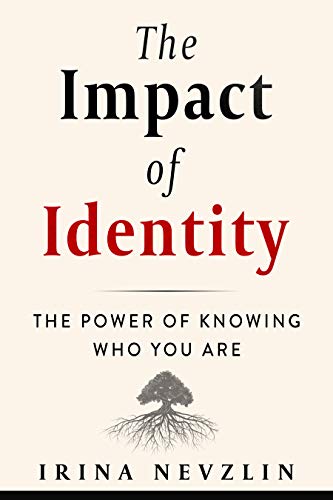 The
Impact
of
Identity
THE POWER OF KNOWING
WHO YOU ARE
IRINA NEVZLIN